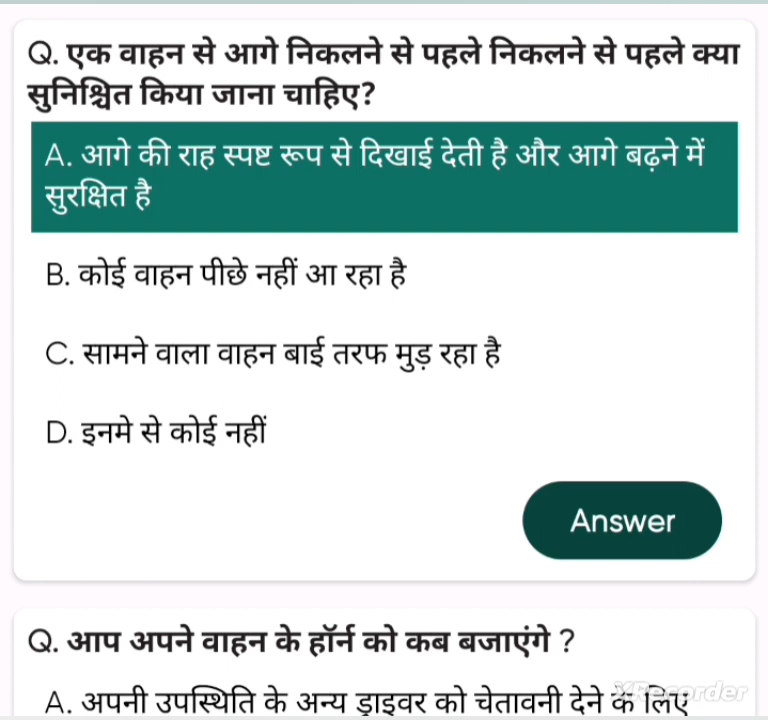 Q. एक वाहन से आगे निकलने से पहले निकलने से पहले क्या
सुनिश्चित किया जाना चाहिए?
A. आगे की राह स्पष्ट रूप से दिखाई देती है और आगे बढ़ने में
सुरक्षित है
B. कोई वाहन पीछे नहीं आ रहा है
C. सामने वाला वाहन बाई तरफ मुड़ रहा है
D. इनमे से कोई नहीं
Answer
Q. आप अपने वाहन के हॉर्न को कब बजाएंगे ?
A. अपनी उपस्थिति के अन्य ड्राइवर को चेतावनी देने के लिए
XRecorder